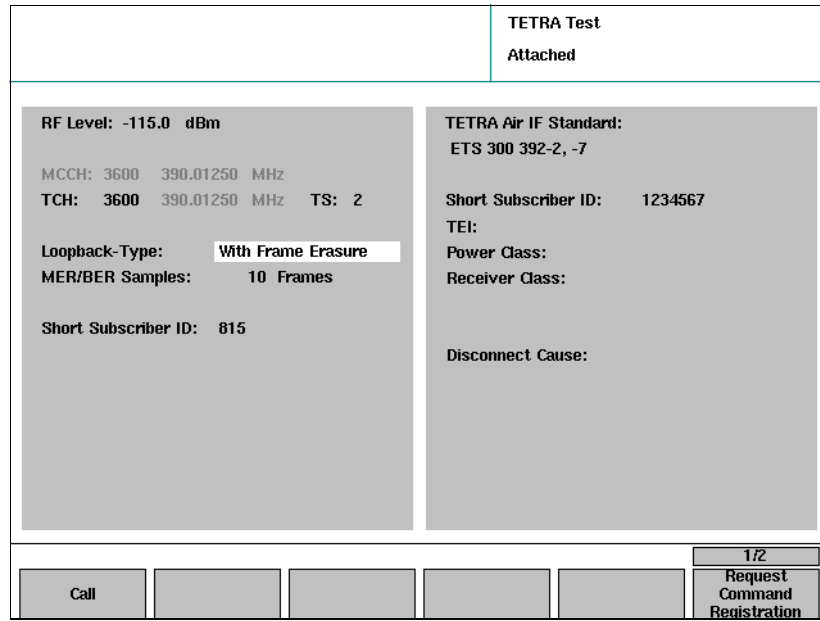 TETRA Test
Attached
RF Level: -115.0 dBm
MCCH: 3600 390.01250 MHz
TCH: 3600 390.01250 MHz TS: 2
Loopback-Type: With Frame Erasure
MER/BER Samples: 10 Frames
Short Subscriber ID: 815
TETRA Air IF Standard:
ETS 300 392-2, -7
Short Subscriber ID: 1234567
TEI:
Power Class:
Receiver Class:
Disconnect Cause:
1/2
Call
Request
Command
Registration